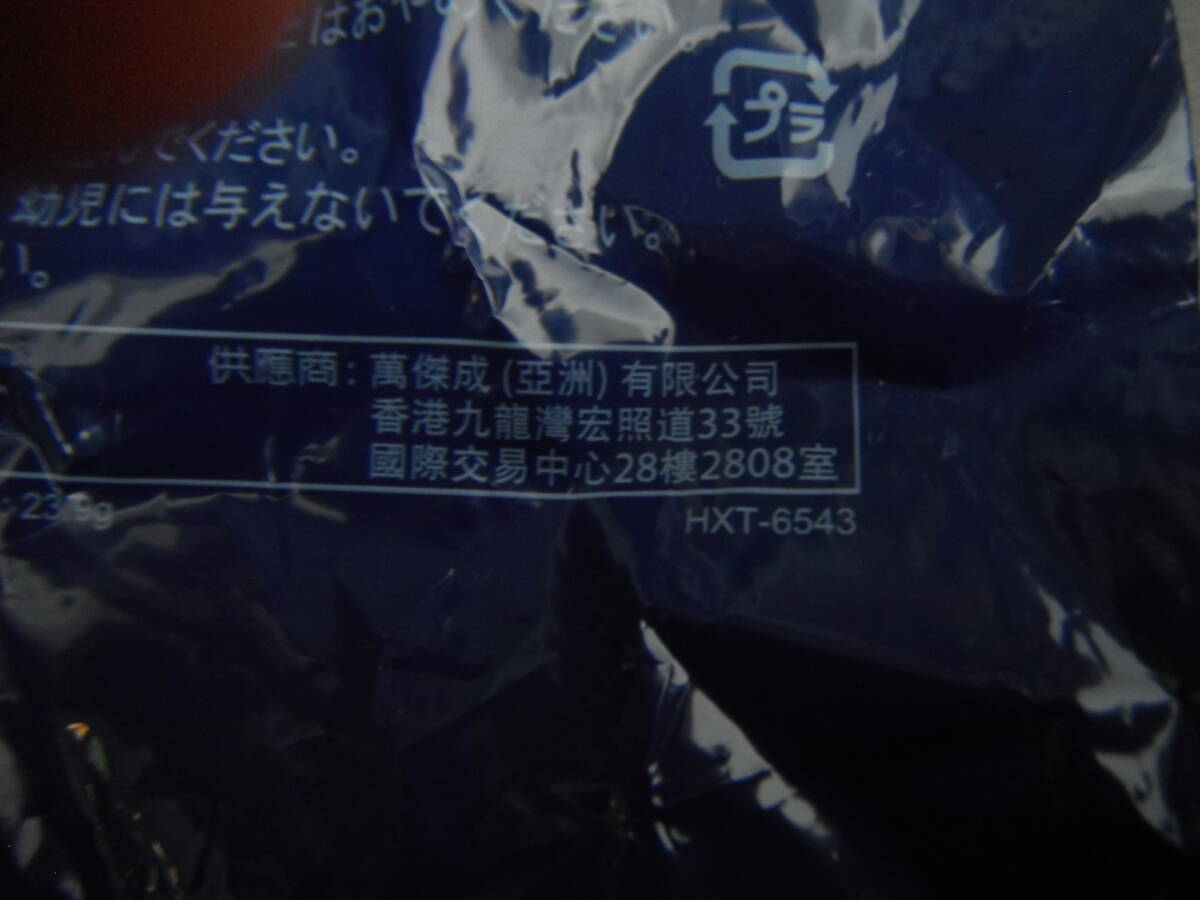 はおやめください。
プラ
でください。
幼児には与えないでください。
い。
供應商: 萬傑成 (亞洲) 有限公司
香港九龍灣宏照道33號
國際交易中心28樓2808室
: 23.9g
HXT-6543